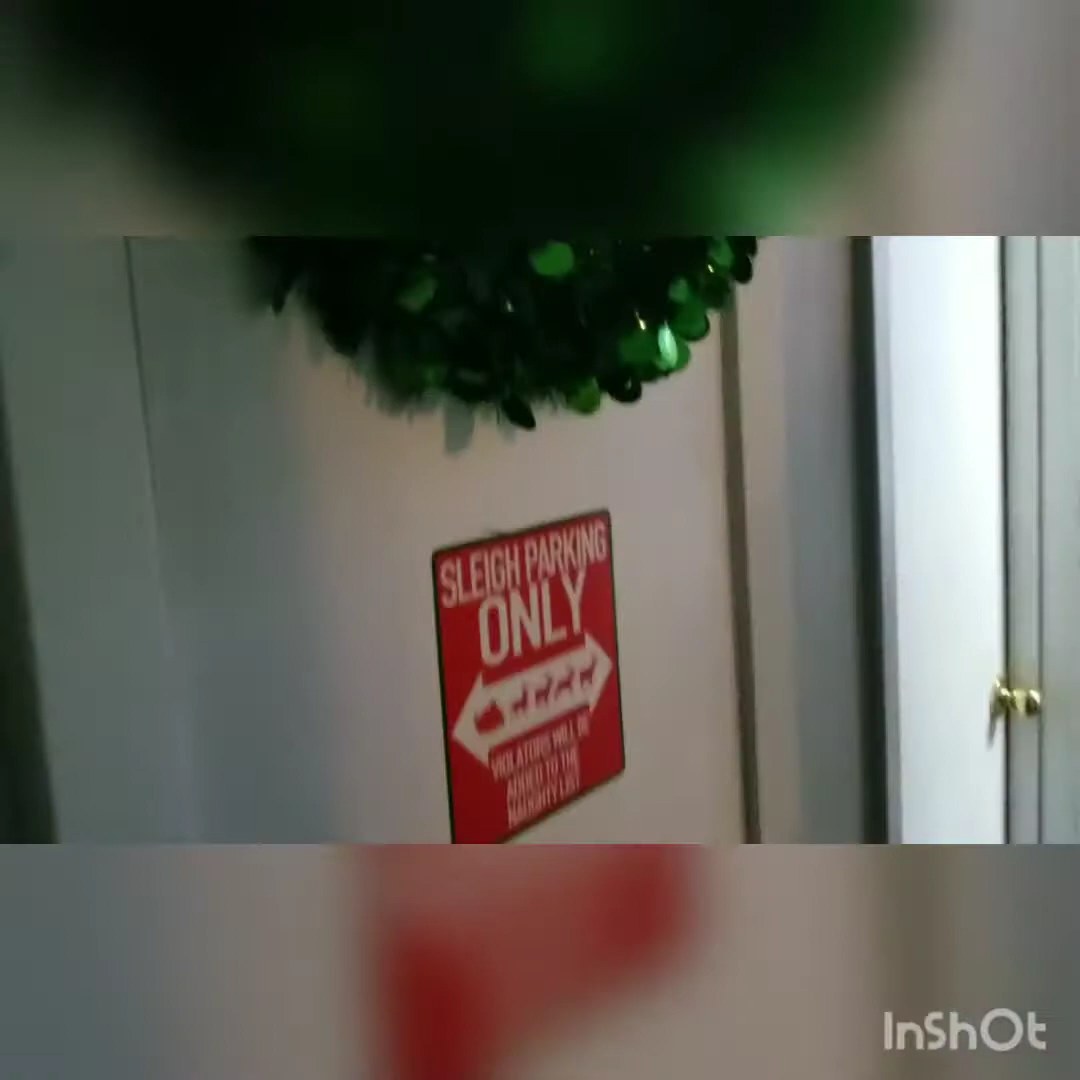 SLEIGH PARKING
ONLY
VIOLATORS WILL BE
ADDED TO THE
NAUGHTY LIST
InShOt